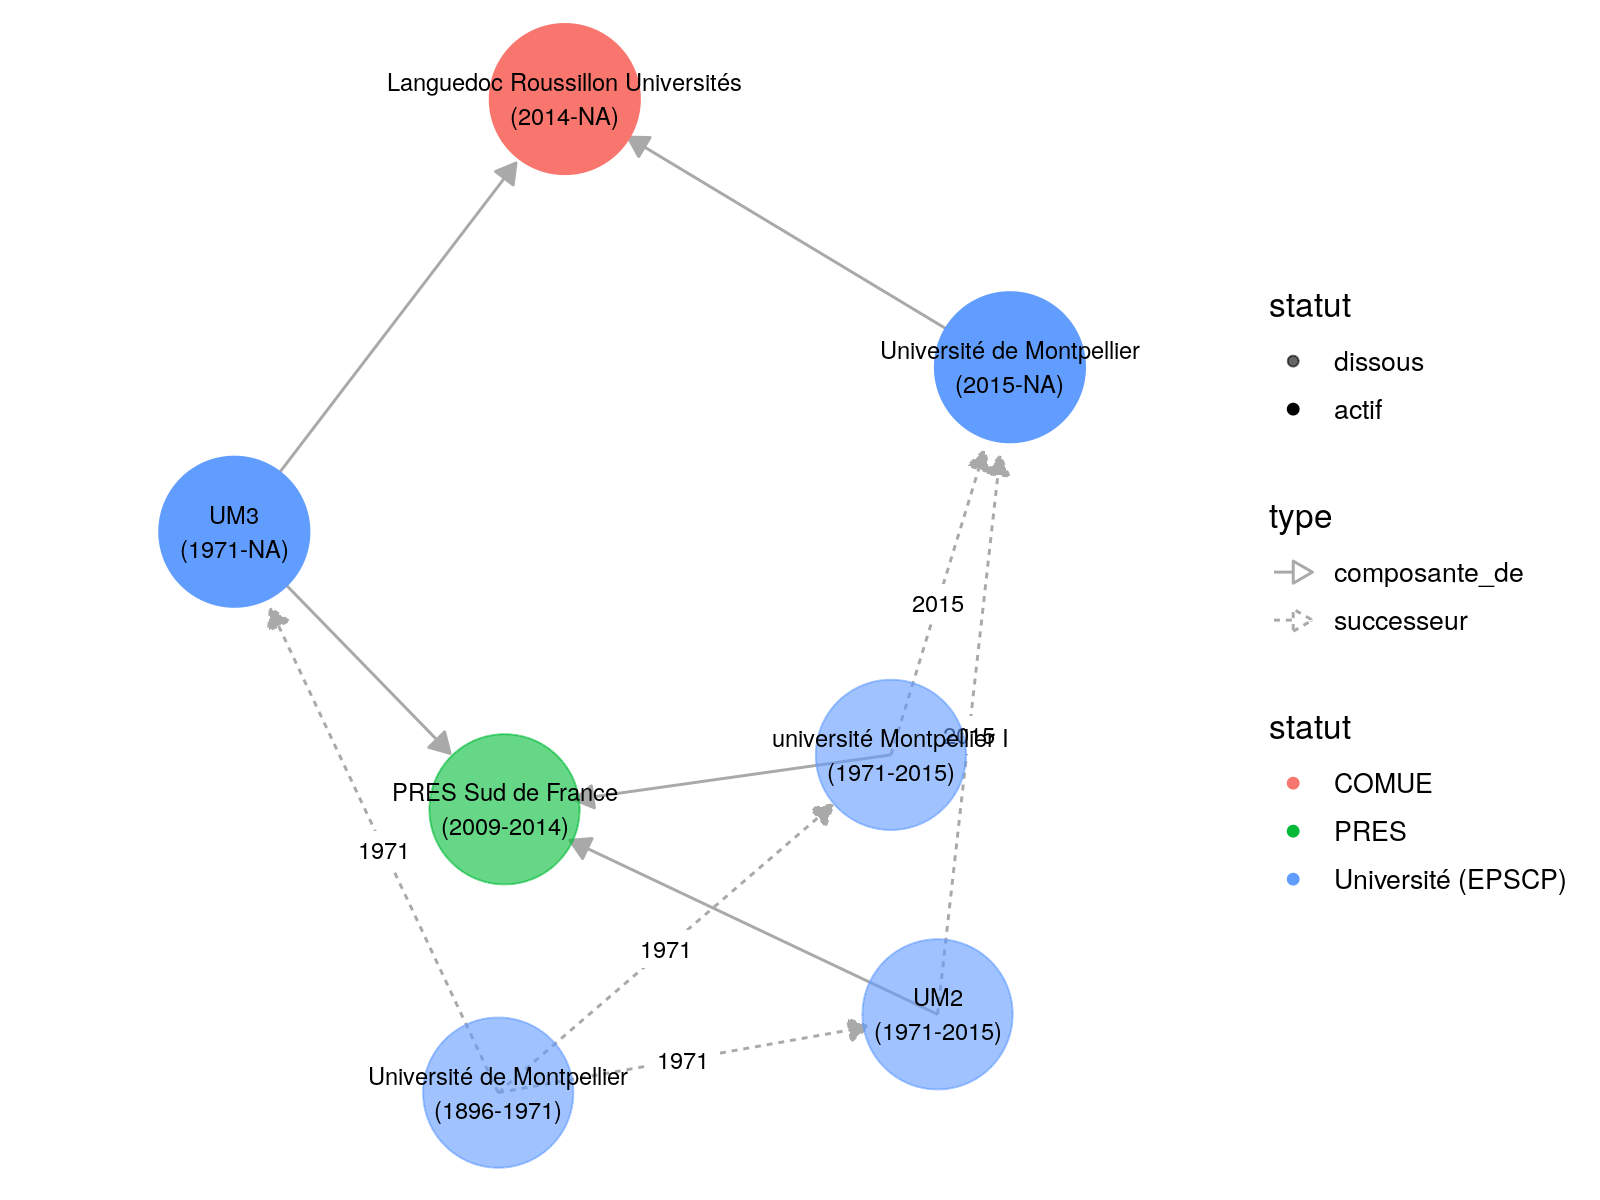 Languedoc Roussillon Universités
(2014-NA)
Université de Montpellier
(2015-NA)
UM3
(1971-NA)
2015
université Montpellier I
(1971-2015)
2015
PRES Sud de France
(2009-2014)
1971
1971
UM2
(1971-2015)
1971
Université de Montpellier
(1896-1971)
statut
dissous
actif
type
composante_de
successeur
statut
COMUE
PRES
Université (EPSCP)